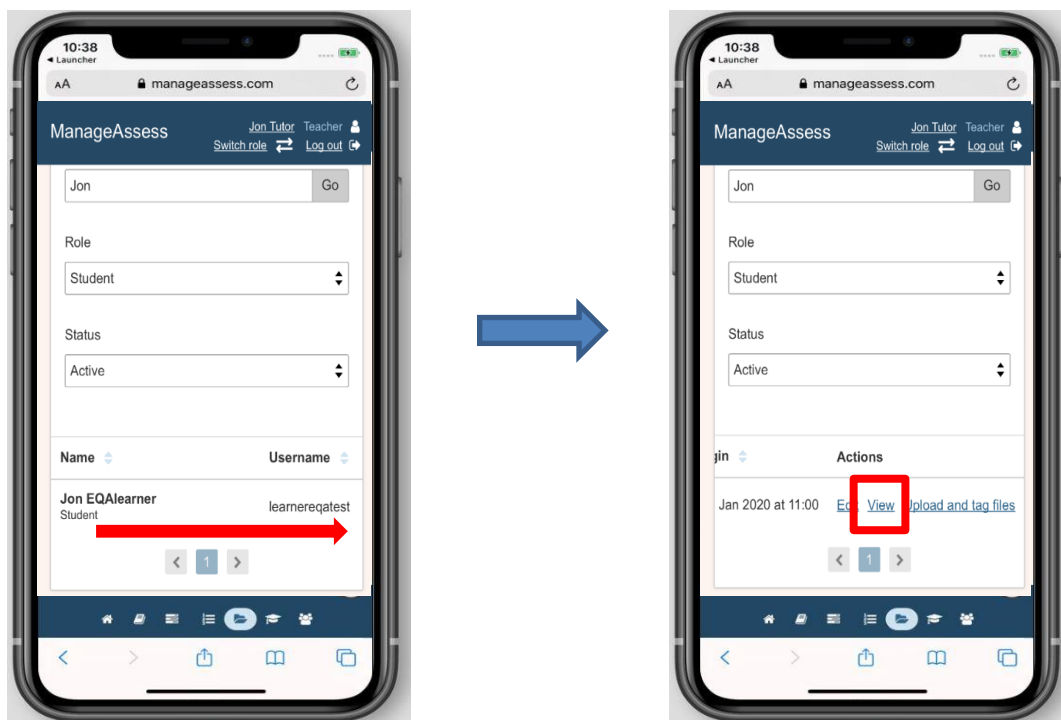 10:38
Launcher
AA manageassess.com
ManageAssess Jon Tutor Teacher
Switch role Log out
Jon Go
Role
Student
Status
Active
Name Username
Jon EQAlearner learnereqatest
Student
1
10:38
Launcher
AA manageassess.com
ManageAssess Jon Tutor Teacher
Switch role Log out
Jon Go
Role
Student
Status
Active
gin Actions
Jan 2020 at 11:00 View Upload and tag files
1